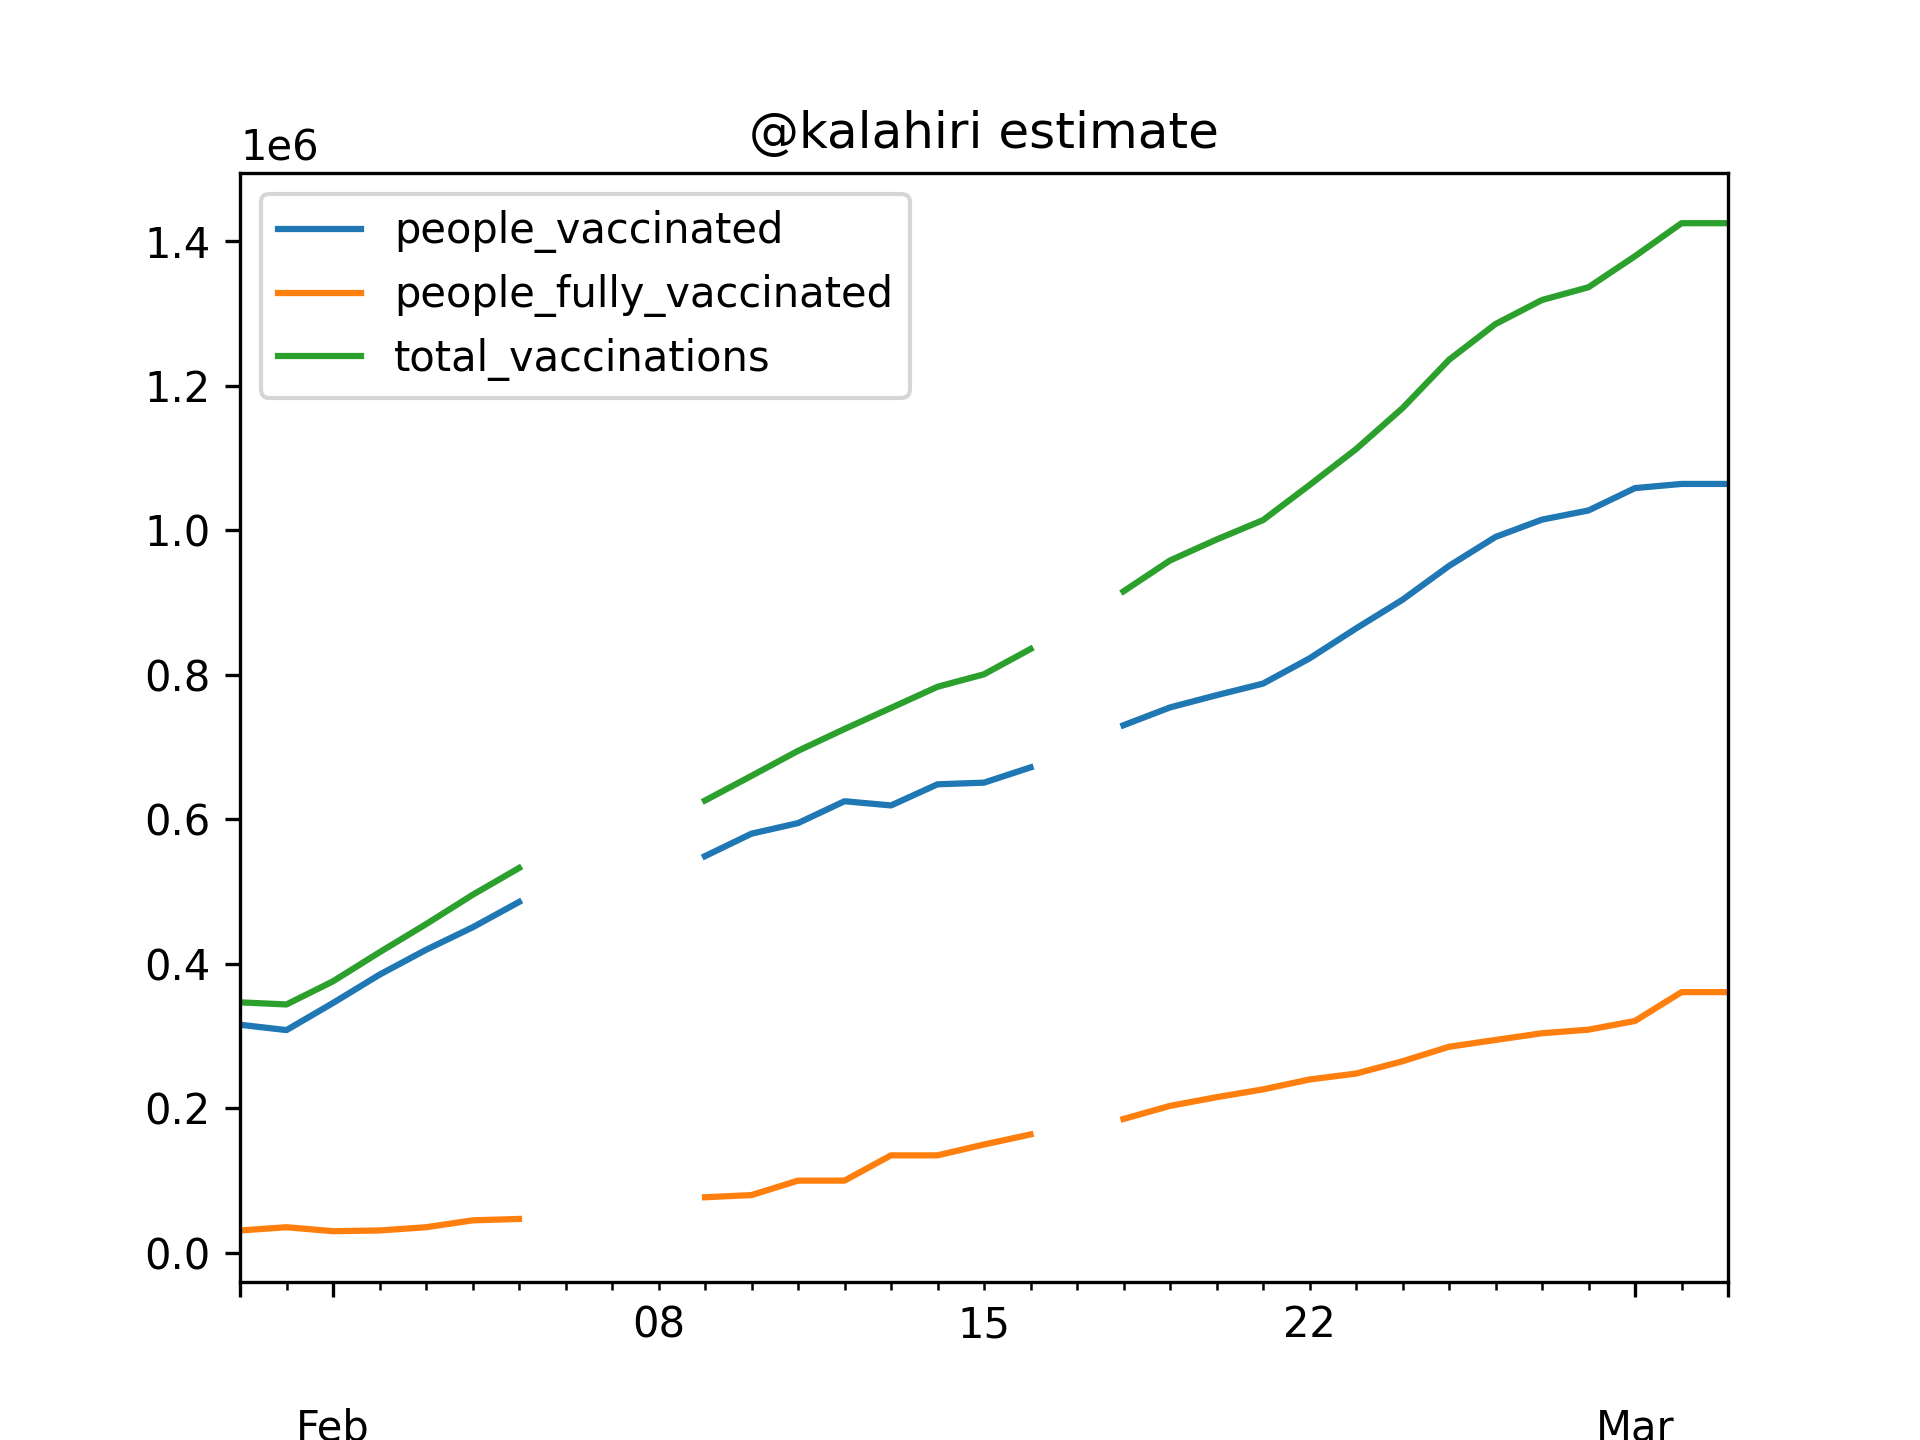 @kalahiri estimate
1e6
people_vaccinated
people_fully_vaccinated
total_vaccinations
1.4
1.2
1.0
0.8
0.6
0.4
0.2
0.0
08 15 22
Feb Mar